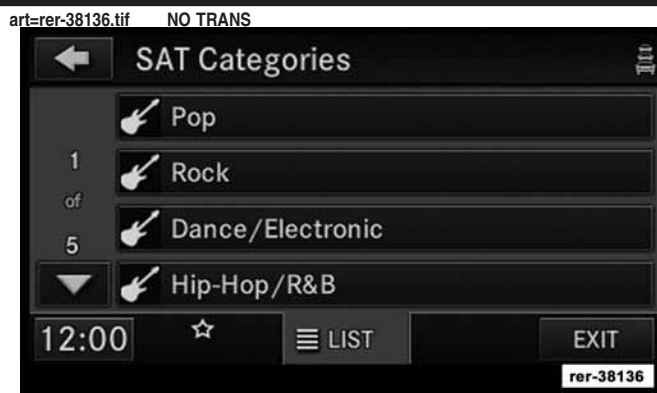 art=rer-38136.tif NO TRANS
SAT Categories
Pop
1
Rock
of
Dance/Electronic
5
Hip-Hop/R&B
12:00 LIST EXIT
rer-38136